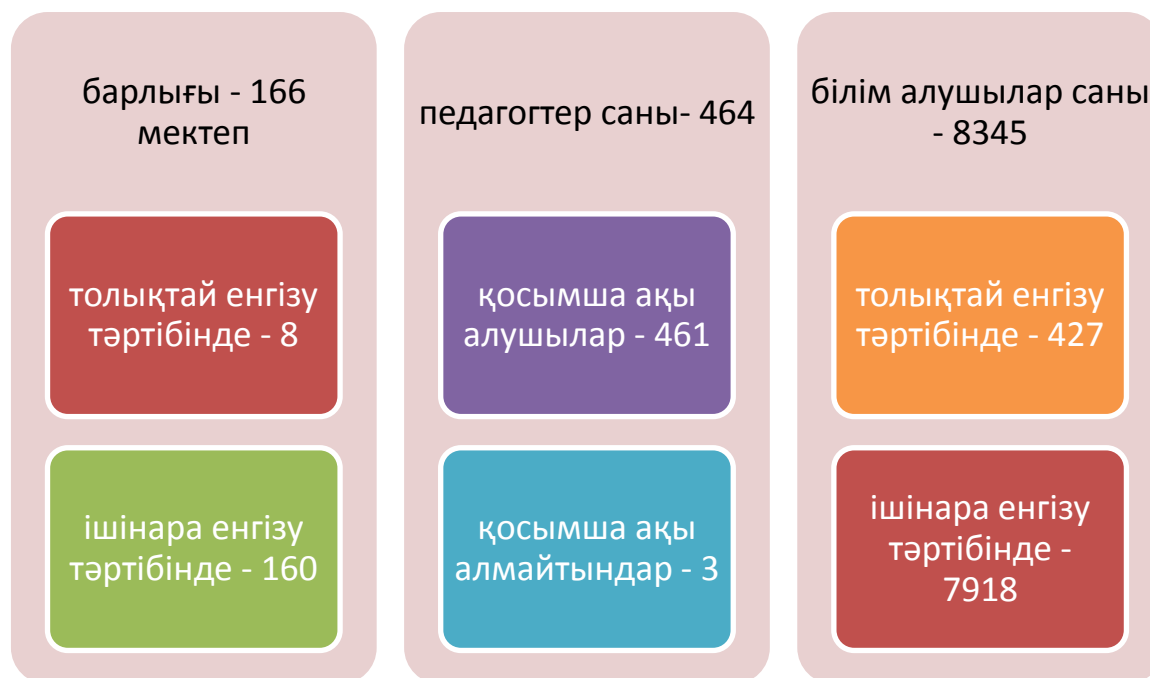 барлығы - 166
мектеп
толықтай енгізу
тәртібінде - 8
ішінара енгізу
тәртібінде - 160
педагогтер саны- 464
қосымша ақы
алушылар - 461
қосымша ақы
алмайтындар - 3
білім алушылар саны
- 8345
толықтай енгізу
тәртібінде - 427
ішінара енгізу
тәртібінде -
7918